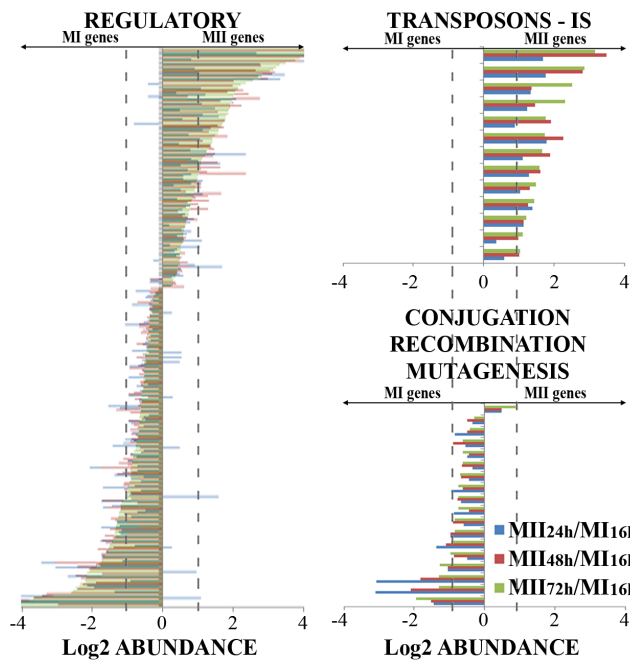 REGULATORY
MI genes MII genes
-4 -2 0 2 4
Log2 ABUNDANCE
TRANSPOSONS - IS
MI genes MII genes
-4 -2 0 2 4
CONJUGATION
RECOMBINATION
MUTAGENESIS
MI genes MII genes
MII24h/MI16h
MII48h/MI16h
MII72h/MI16h
-4 -2 0 2 4
Log2 ABUNDANCE